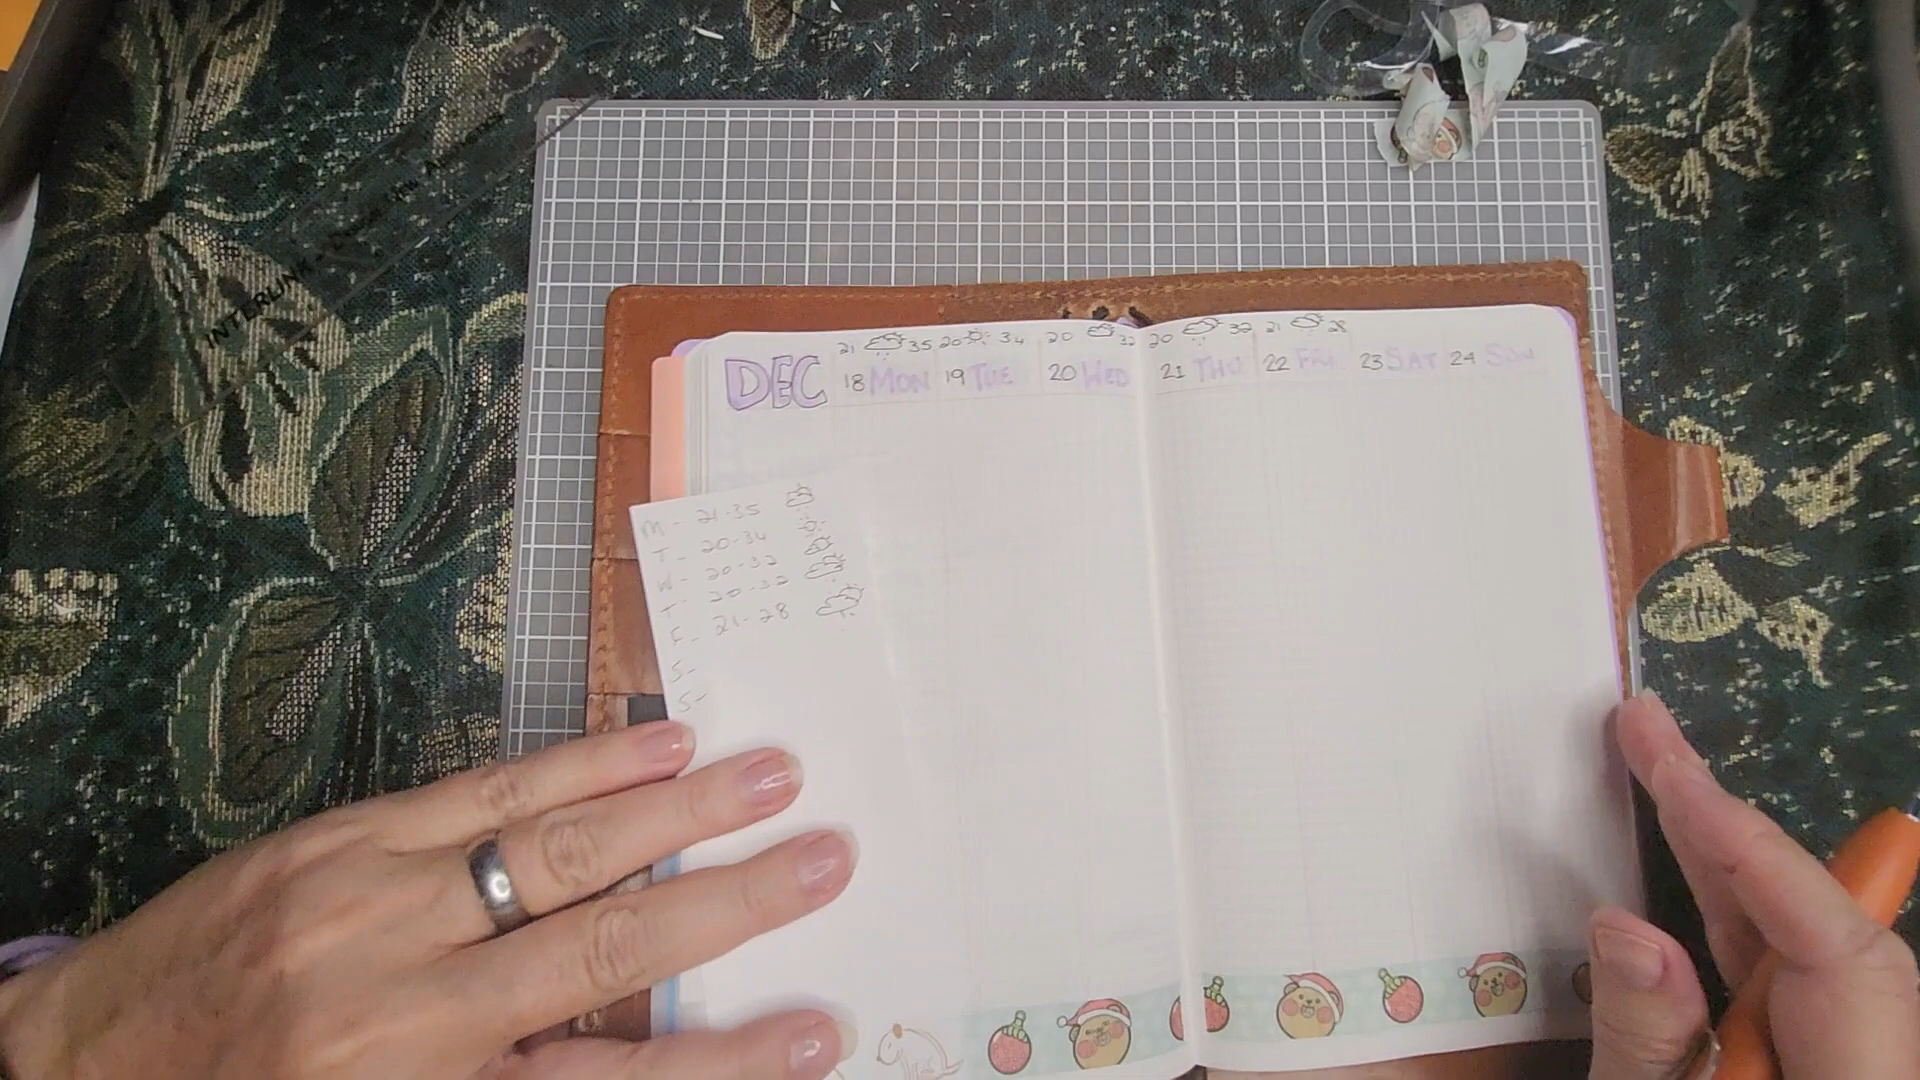 INTERLINK
21 35 20 34 20 32 20 32 21 28
DEC 18 MON 19 TUE 20 WED 21 THU 22 FRI 23 SAT 24 SUN
M - 21-35
T - 20-34
W - 20-32
T - 20-32
F - 21-28
S -
S -